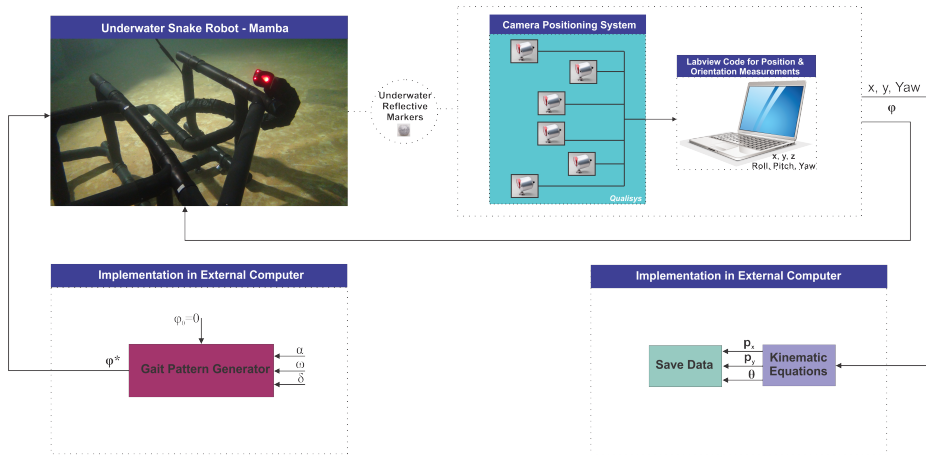 Underwater Snake Robot - Mamba
Camera Positioning System
Labview Code for Position &
Orientation Measurements
Underwater
Reflective
Markers
x, y, z
Roll, Pitch, Yaw
Qualisys
x, y, Yaw
φ
Implementation in External Computer
φ₀=0
φ*
Gait Pattern Generator
α
ω
δ
Implementation in External Computer
Save Data
pₓ
pᵧ
θ
Kinematic
Equations